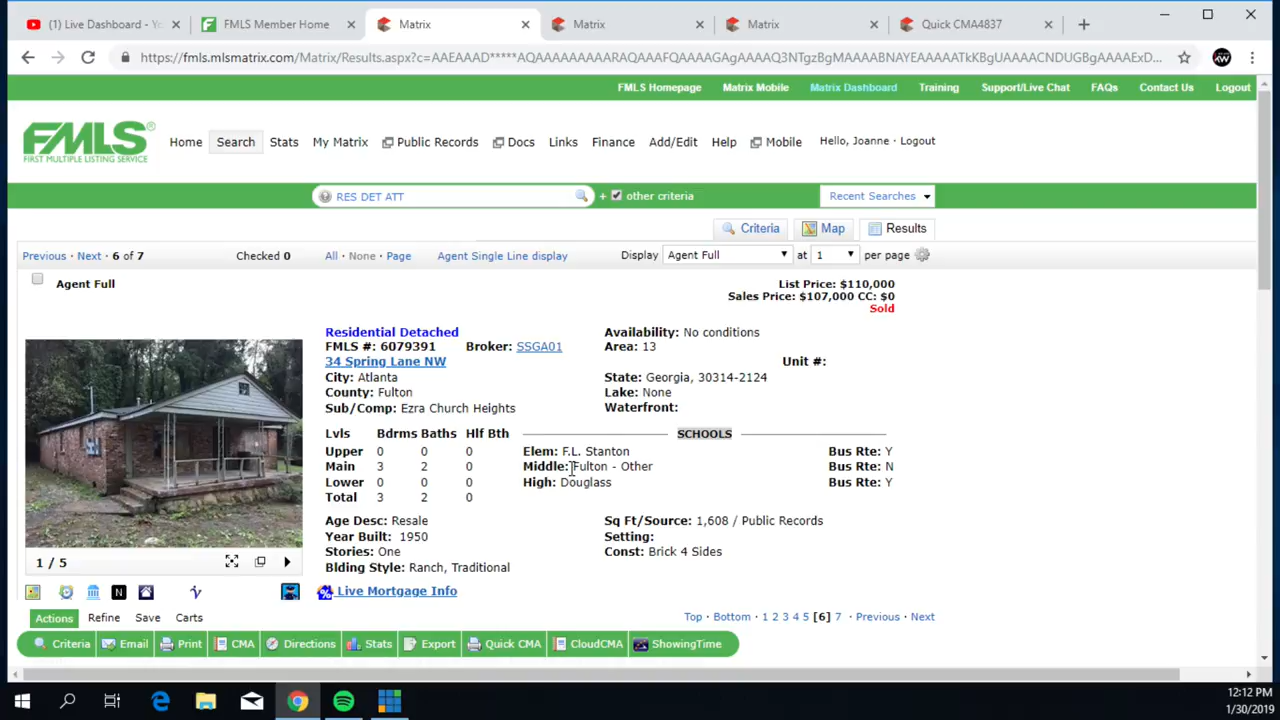 (1) Live Dashboard - Yo
FMLS Member Home
Matrix
Matrix
Matrix
Quick CMA4837
https://fmls.mlsmatrix.com/Matrix/Results.aspx?c=AAEAAAD*****AQAAAAAAAAARAQAAAFQAAAAGAgAAAAQ3NTgzBgMAAAABNAYEAAAAATkKBgUAAAACNDUGBgAAAAExD...
FMLS Homepage Matrix Mobile Matrix Dashboard Training Support/Live Chat FAQs Contact Us Logout
FMLS®
FIRST MULTIPLE LISTING SERVICE
Home Search Stats My Matrix Public Records Docs Links Finance Add/Edit Help Mobile Hello, Joanne · Logout
RES DET ATT + other criteria Recent Searches
Criteria Map Results
Previous · Next · 6 of 7 Checked 0 All · None · Page Agent Single Line display Display Agent Full at 1 per page
Agent Full
List Price: $110,000
Sales Price: $107,000 CC: $0
Sold
Residential Detached Availability: No conditions
FMLS #: 6079391 Broker: SSGA01 Area: 13
34 Spring Lane NW Unit #:
City: Atlanta State: Georgia, 30314-2124
County: Fulton Lake: None
Sub/Comp: Ezra Church Heights Waterfront:
Lvls Bdrms Baths Hlf Bth SCHOOLS
Upper 0 0 0 Elem: F.L. Stanton Bus Rte: Y
Main 3 2 0 Middle: Fulton - Other Bus Rte: N
Lower 0 0 0 High: Douglass Bus Rte: Y
Total 3 2 0
Age Desc: Resale Sq Ft/Source: 1,608 / Public Records
Year Built: 1950 Setting:
Stories: One Const: Brick 4 Sides
Blding Style: Ranch, Traditional
1 / 5
N Live Mortgage Info
Actions Refine Save Carts Top · Bottom · 1 2 3 4 5 [6] 7 · Previous · Next
Criteria Email Print CMA Directions Stats Export Quick CMA CloudCMA ShowingTime
12:12 PM
1/30/2019